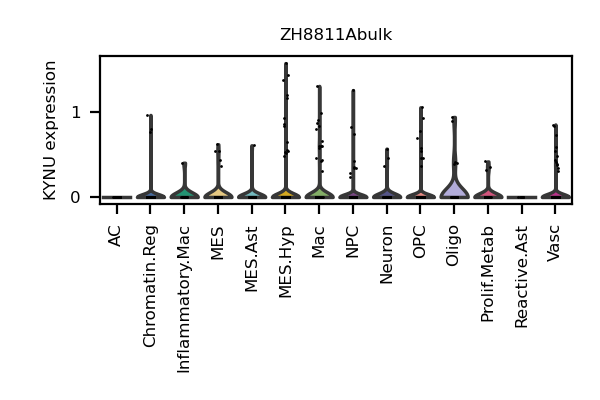 ZH8811Abulk
KYNU expression
1
0
AC
Chromatin.Reg
Inflammatory.Mac
MES
MES.Ast
MES.Hyp
Mac
NPC
Neuron
OPC
Oligo
Prolif.Metab
Reactive.Ast
Vasc